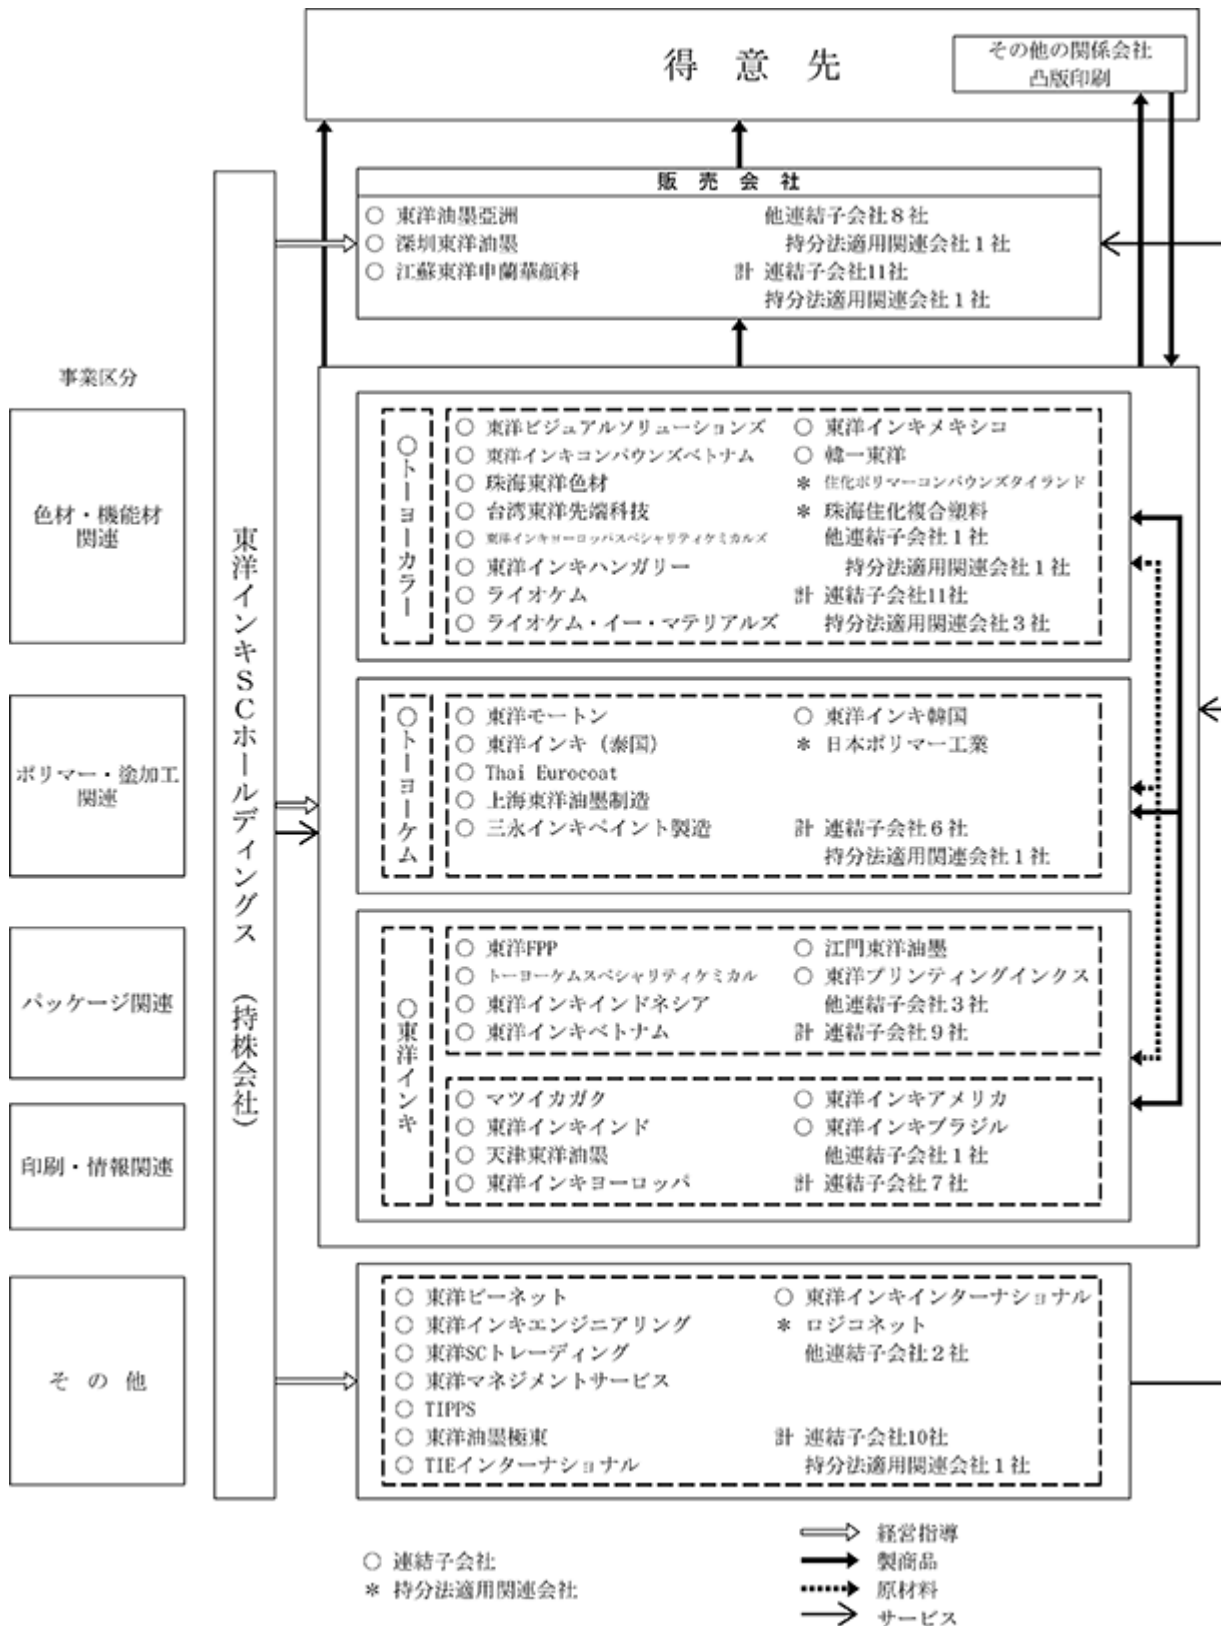 得意先
その他の関係会社
凸版印刷
販売会社
○ 東洋油墨亞洲
○ 深圳東洋油墨
○ 江蘇東洋申蘭華顔料
他連結子会社8社
持分法適用関連会社1社
計 連結子会社11社
持分法適用関連会社1社
事業区分
色材・機能材
関連
ポリマー・塗加工
関連
パッケージ関連
印刷・情報関連
その他
東洋インキSCホールディングス (持株会社)
○トーヨーカラー
○ 東洋ビジュアルソリューションズ
○ 東洋インキコンパウンズベトナム
○ 珠海東洋色材
○ 台湾東洋先端科技
○ 東洋インキヨーロッパスペシャリティケミカルズ
○ 東洋インキハンガリー
○ ライオケム
○ ライオケム・イー・マテリアルズ
○ 東洋インキメキシコ
○ 韓一東洋
* 住化ポリマーコンパウンズタイランド
* 珠海住化複合塑料
他連結子会社1社
持分法適用関連会社1社
計 連結子会社11社
持分法適用関連会社3社
○トーヨーケム
○ 東洋モートン
○ 東洋インキ（泰国）
○ Thai Eurocoat
○ 上海東洋油墨制造
○ 三永インキペイント製造
○ 東洋インキ韓国
* 日本ポリマー工業
計 連結子会社6社
持分法適用関連会社1社
○東洋インキ
○ 東洋FPP
○ トーヨーケムスペシャリティケミカル
○ 東洋インキインドネシア
○ 東洋インキベトナム
○ 江門東洋油墨
○ 東洋プリンティングインクス
他連結子会社3社
計 連結子会社9社
○ マツイカガク
○ 東洋インキインド
○ 天津東洋油墨
○ 東洋インキヨーロッパ
○ 東洋インキアメリカ
○ 東洋インキブラジル
他連結子会社1社
計 連結子会社7社
○ 東洋ビーネット
○ 東洋インキエンジニアリング
○ 東洋SCトレーディング
○ 東洋マネジメントサービス
○ TIPPS
○ 東洋油墨極東
○ TIEインターナショナル
○ 東洋インキインターナショナル
* ロジコネット
他連結子会社2社
計 連結子会社10社
持分法適用関連会社1社
○ 連結子会社
* 持分法適用関連会社
経営指導
製商品
原材料
サービス